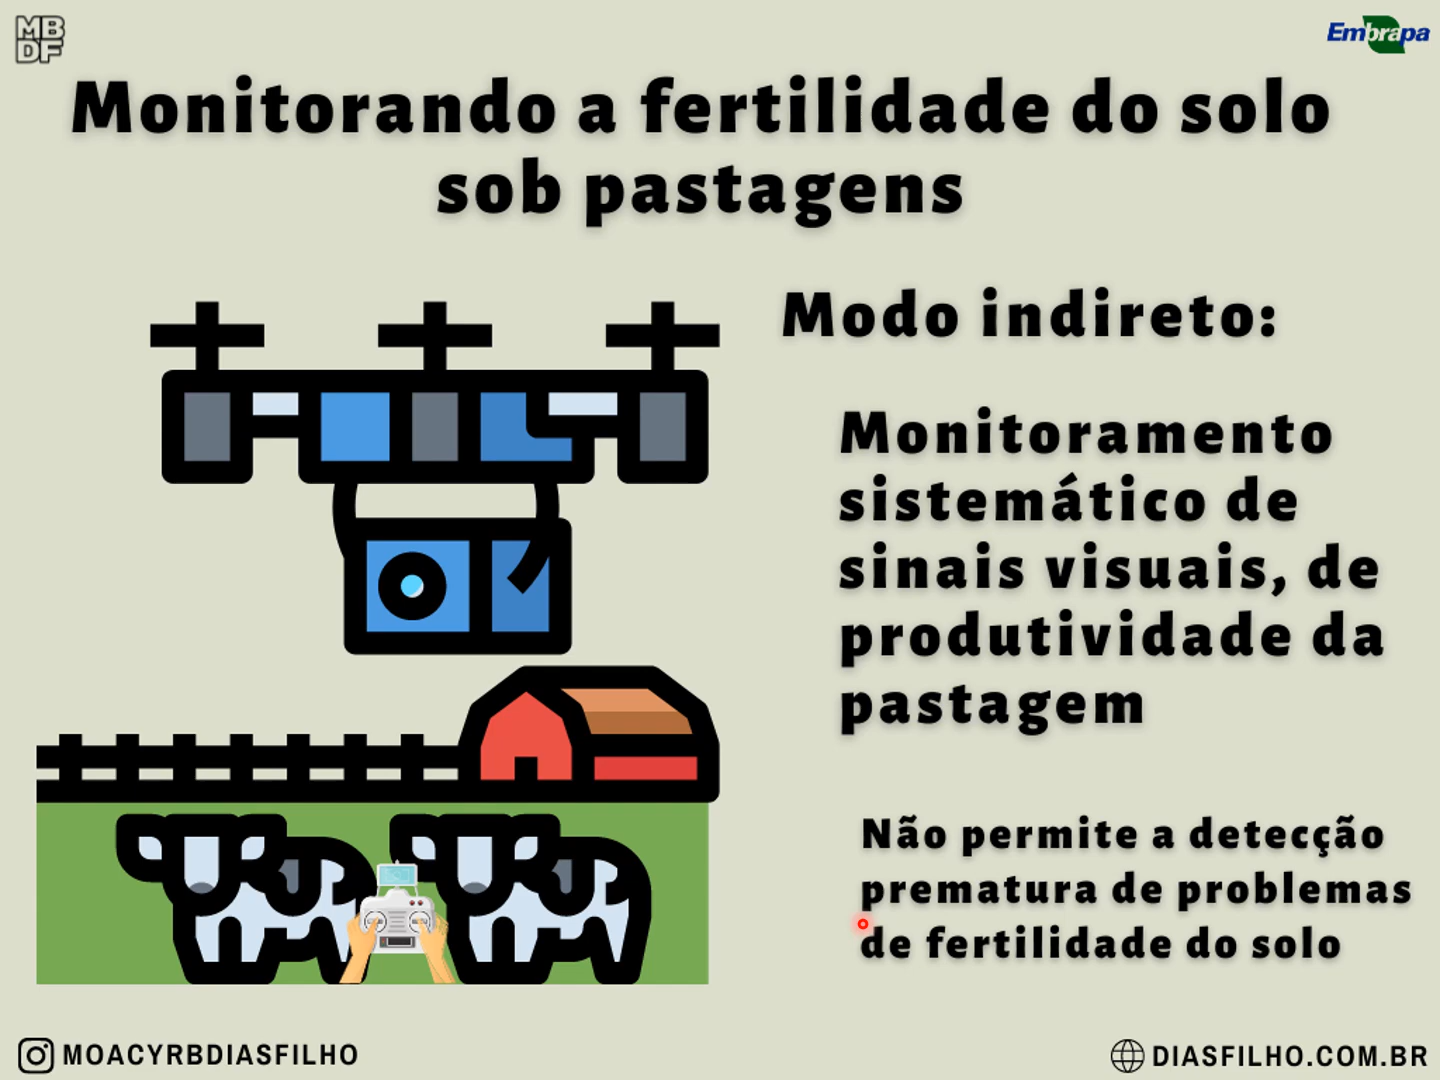 MB
DF
Embrapa
Monitorando a fertilidade do solo
sob pastagens
Modo indireto:
Monitoramento
sistemático de
sinais visuais, de
produtividade da
pastagem
Não permite a detecção
prematura de problemas
de fertilidade do solo
MOACYRBDIASFILHO
DIASFILHO.COM.BR